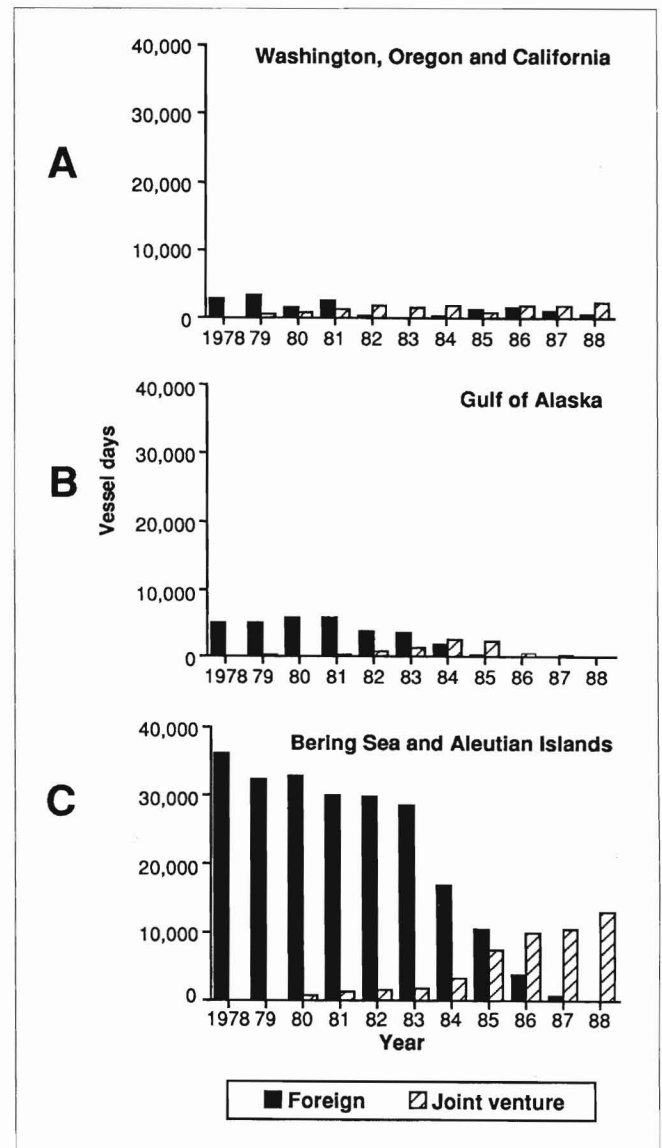 A
Washington, Oregon and California
40,000
30,000
20,000
10,000
0
1978 79 80 81 82 83 84 85 86 87 88
B
Gulf of Alaska
Vessel days
40,000
30,000
20,000
10,000
0
1978 79 80 81 82 83 84 85 86 87 88
C
Bering Sea and Aleutian Islands
40,000
30,000
20,000
10,000
0
1978 79 80 81 82 83 84 85 86 87 88
Year
Foreign Joint venture